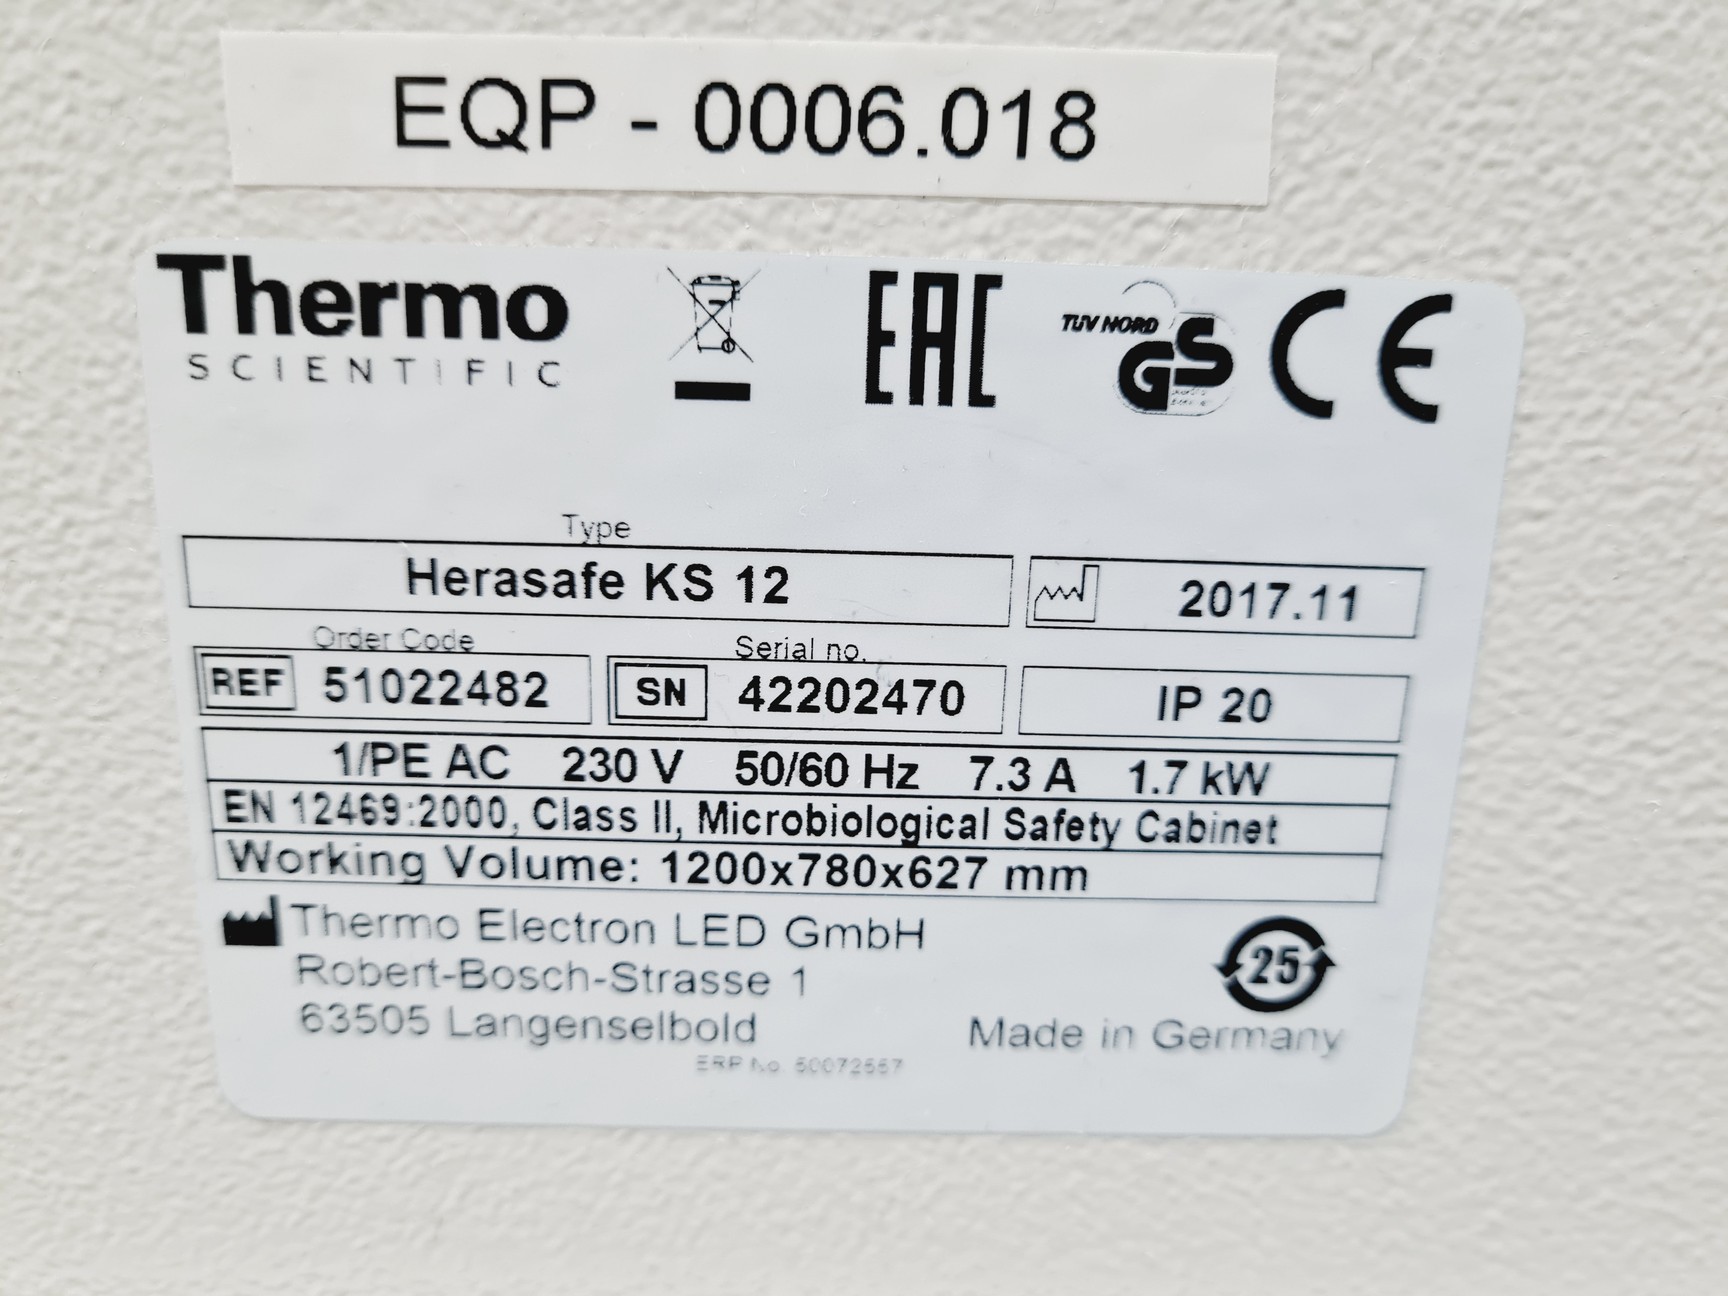 EQP - 0006.018
Thermo
SCIENTIFIC
EAC
TÜV NORD
GS
CE
Type
Herasafe KS 12
2017.11
Order Code
Serial no.
REF 51022482
SN 42202470
IP 20
1/PE AC 230 V 50/60 Hz 7.3 A 1.7 kW
EN 12469:2000, Class II, Microbiological Safety Cabinet
Working Volume: 1200x780x627 mm
Thermo Electron LED GmbH
Robert-Bosch-Strasse 1
63505 Langenselbold
25
Made in Germany
ERP No.